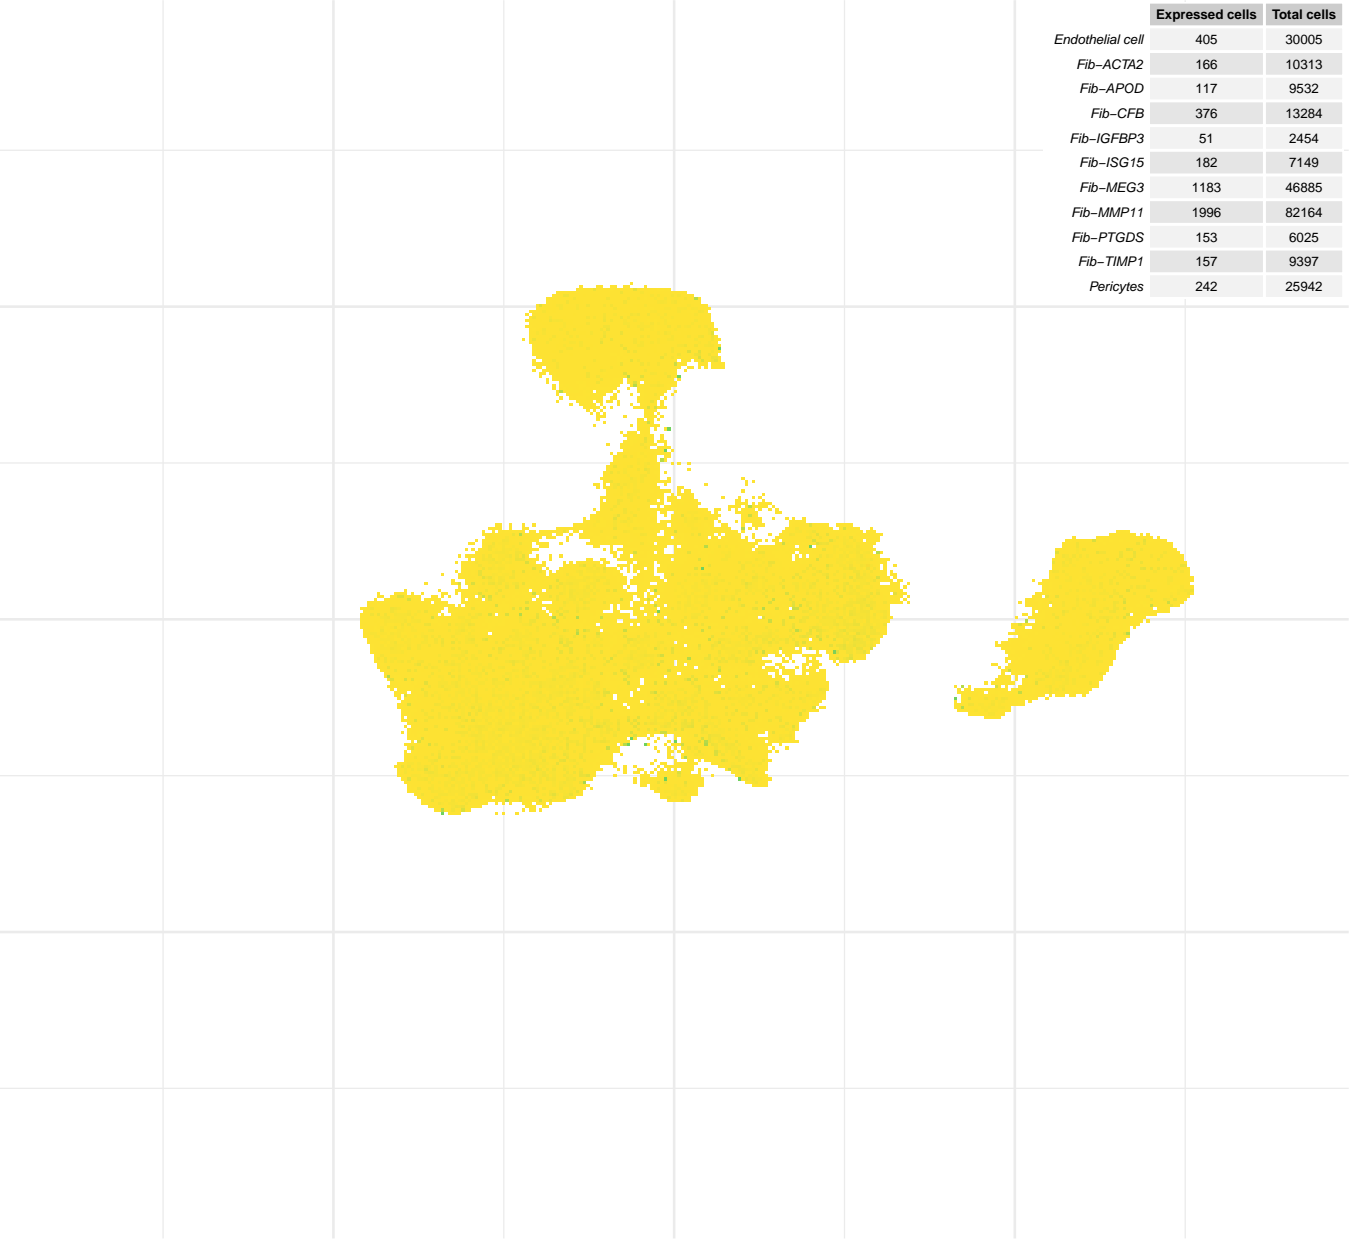 Expressed cells Total cells
Endothelial cell 405 30005
Fib−ACTA2 166 10313
Fib−APOD 117 9532
Fib−CFB 376 13284
Fib−IGFBP3 51 2454
Fib−ISG15 182 7149
Fib−MEG3 1183 46885
Fib−MMP11 1996 82164
Fib−PTGDS 153 6025
Fib−TIMP1 157 9397
Pericytes 242 25942